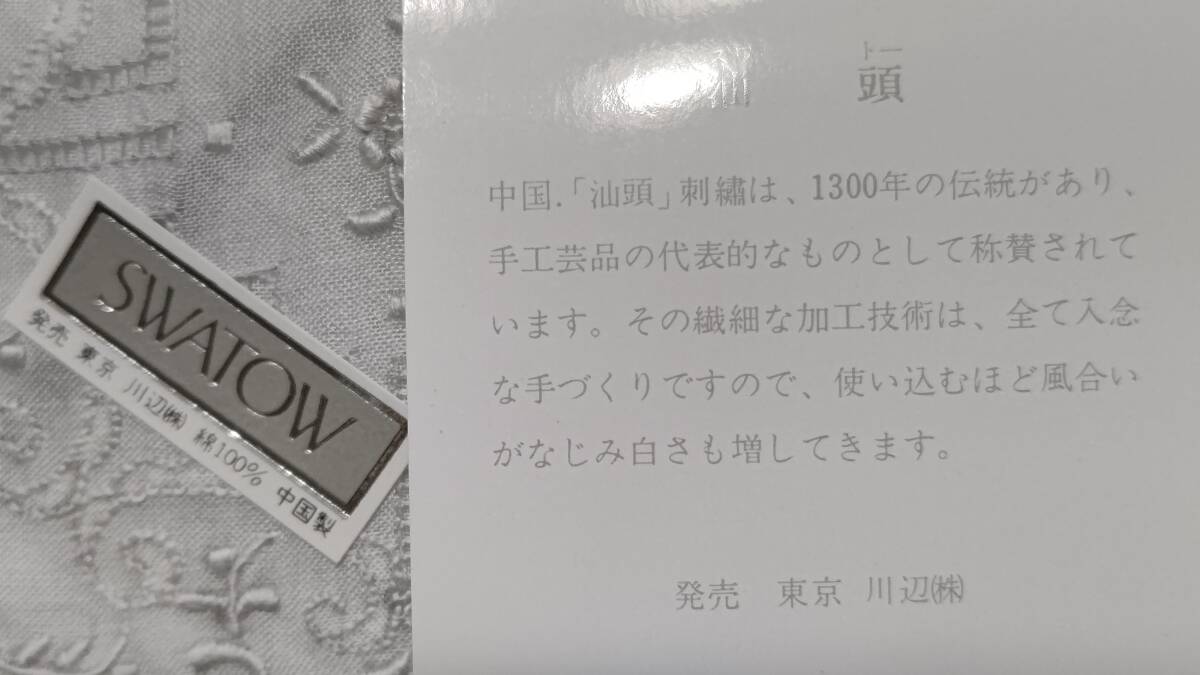 SWATOW
発売 東京 川辺㈱ 綿100% 中国製
トー
頭
中国.「汕頭」刺繡は、1300年の伝統があり、
手工芸品の代表的なものとして称賛されて
います。その繊細な加工技術は、全て入念
な手づくりですので、使い込むほど風合い
がなじみ白さも増してきます。
発売 東京 川辺㈱